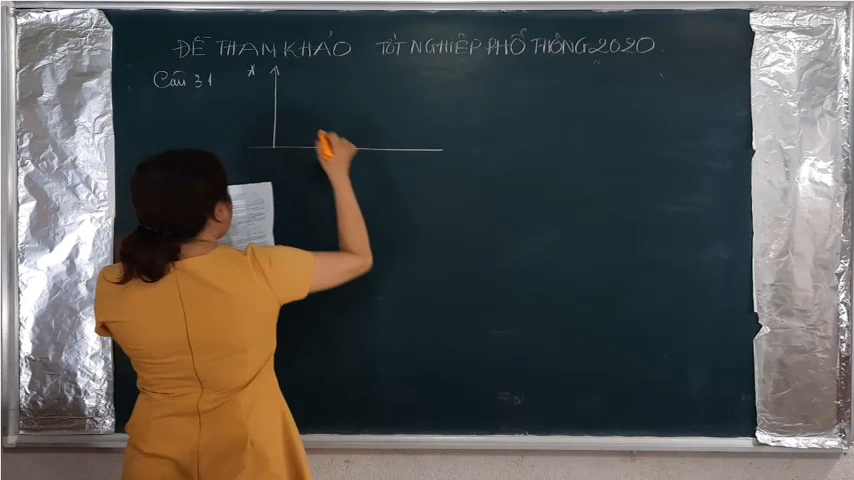 ĐỀ THAM KHẢO TỐT NGHIỆP PHỔ THÔNG 2020
Câu 31